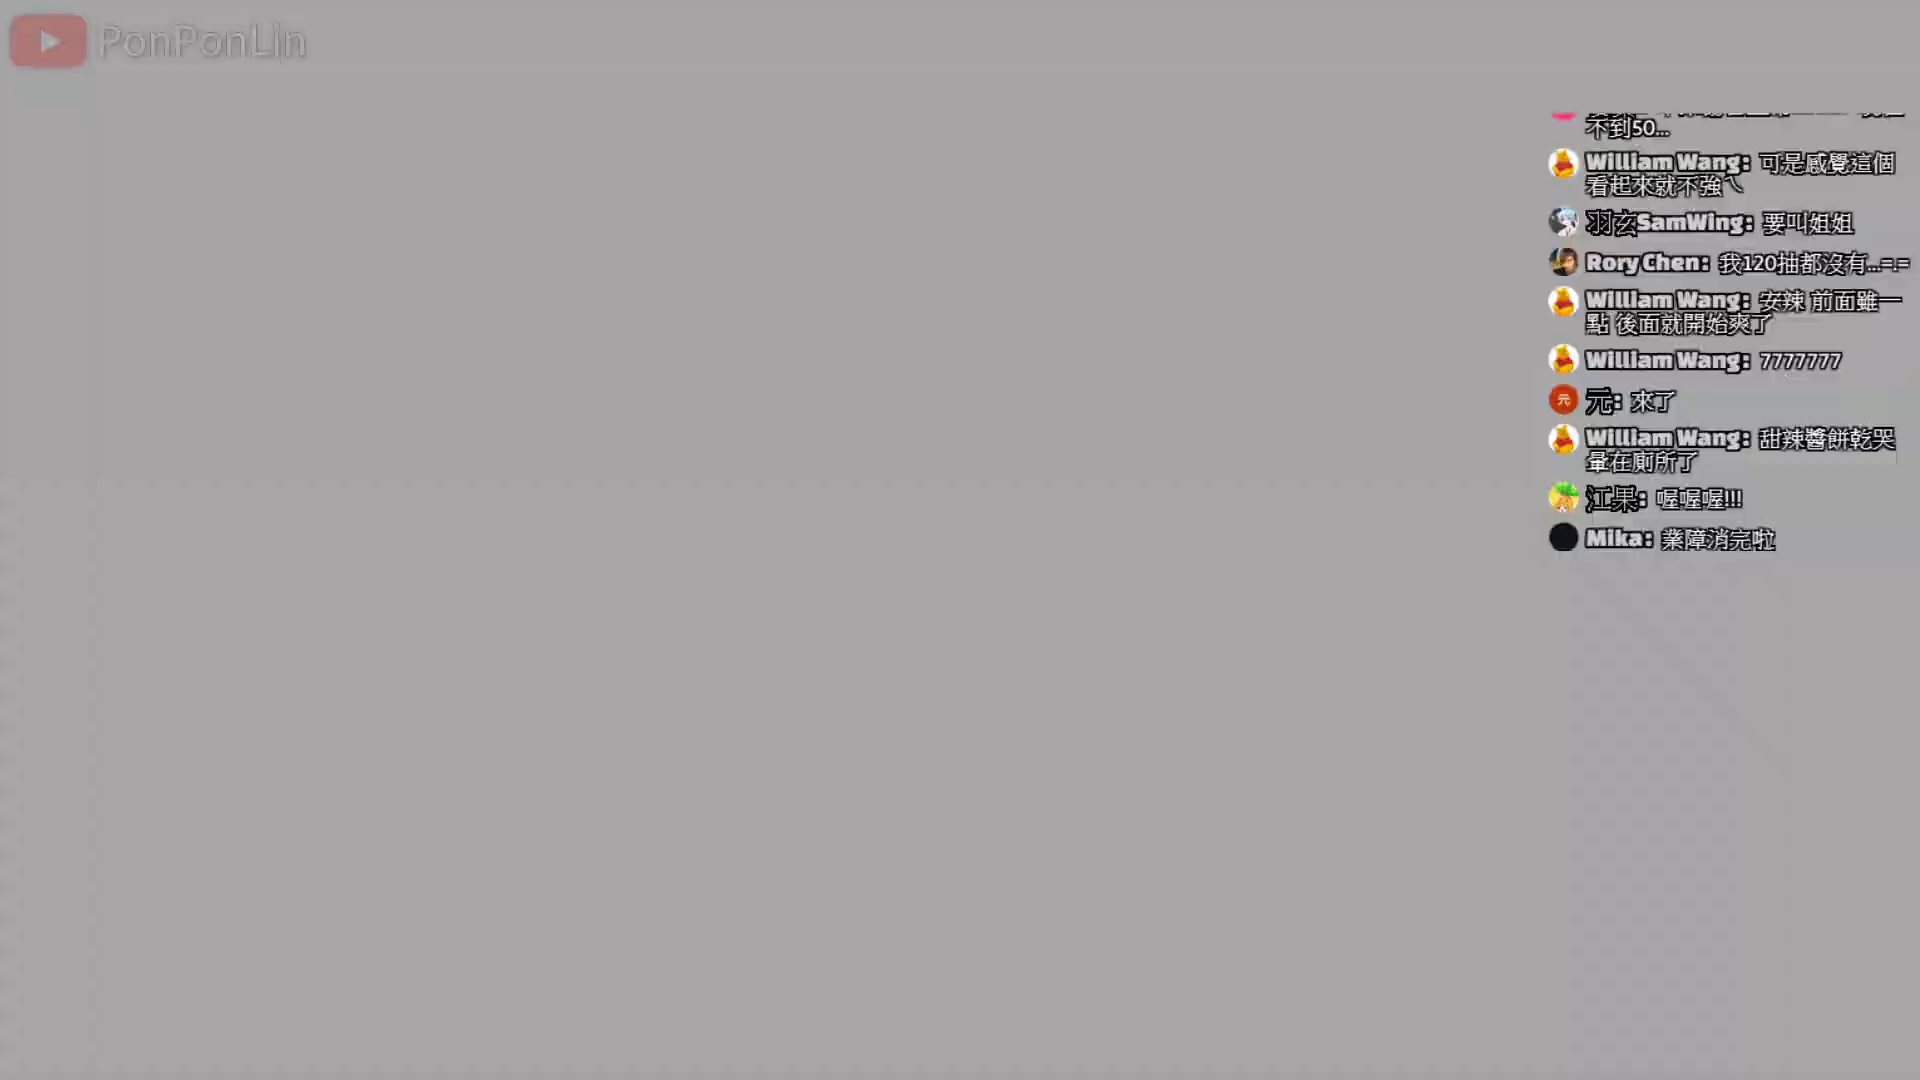 PonPonLin
不到50...
William Wang: 可是感覺這個
看起來就不強ㄟ
羽玄SamWing: 要叫姐姐
Rory Chen: 我120抽都沒有...=.=
William Wang: 安辣 前面雖一
點 後面就開始爽了
William Wang: 7777777
元
元: 來了
William Wang: 甜辣醬餅乾哭
暈在廁所了
江果: 喔喔喔!!!
Mika: 業障消完啦